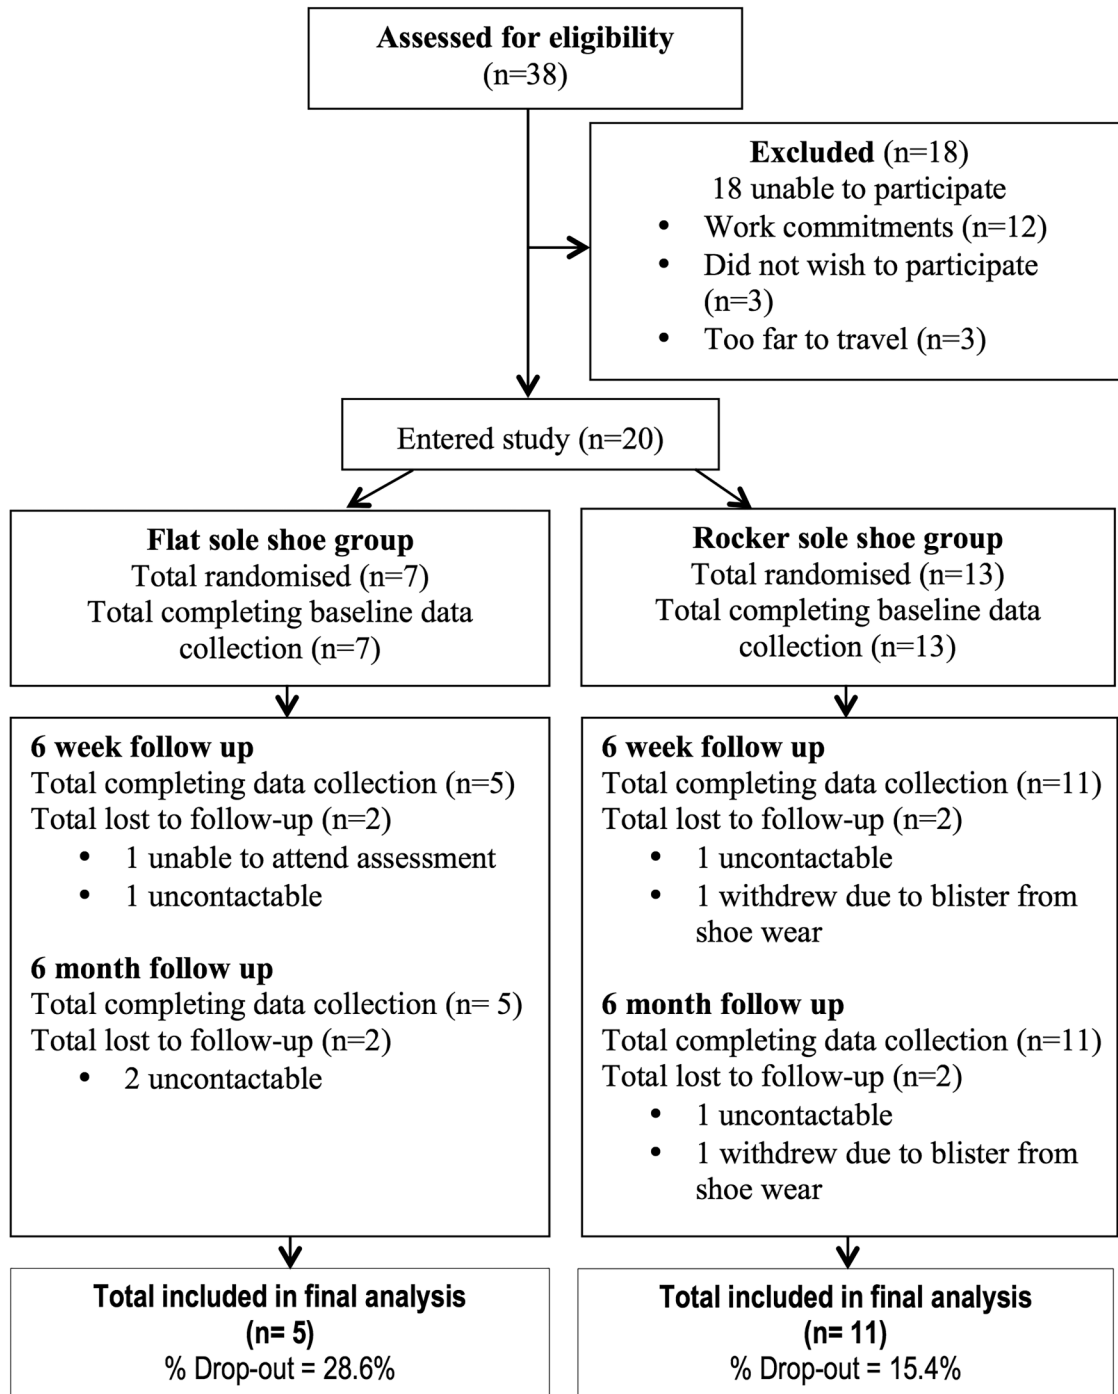 Assessed for eligibility
(n=38)
Excluded (n=18)
18 unable to participate
• Work commitments (n=12)
• Did not wish to participate
(n=3)
• Too far to travel (n=3)
Entered study (n=20)
Flat sole shoe group
Total randomised (n=7)
Total completing baseline data
collection (n=7)
Rocker sole shoe group
Total randomised (n=13)
Total completing baseline data
collection (n=13)
6 week follow up
Total completing data collection (n=5)
Total lost to follow-up (n=2)
• 1 unable to attend assessment
• 1 uncontactable
6 month follow up
Total completing data collection (n= 5)
Total lost to follow-up (n=2)
• 2 uncontactable
6 week follow up
Total completing data collection (n=11)
Total lost to follow-up (n=2)
• 1 uncontactable
• 1 withdrew due to blister from
shoe wear
6 month follow up
Total completing data collection (n=11)
Total lost to follow-up (n=2)
• 1 uncontactable
• 1 withdrew due to blister from
shoe wear
Total included in final analysis
(n= 5)
% Drop-out = 28.6%
Total included in final analysis
(n= 11)
% Drop-out = 15.4%